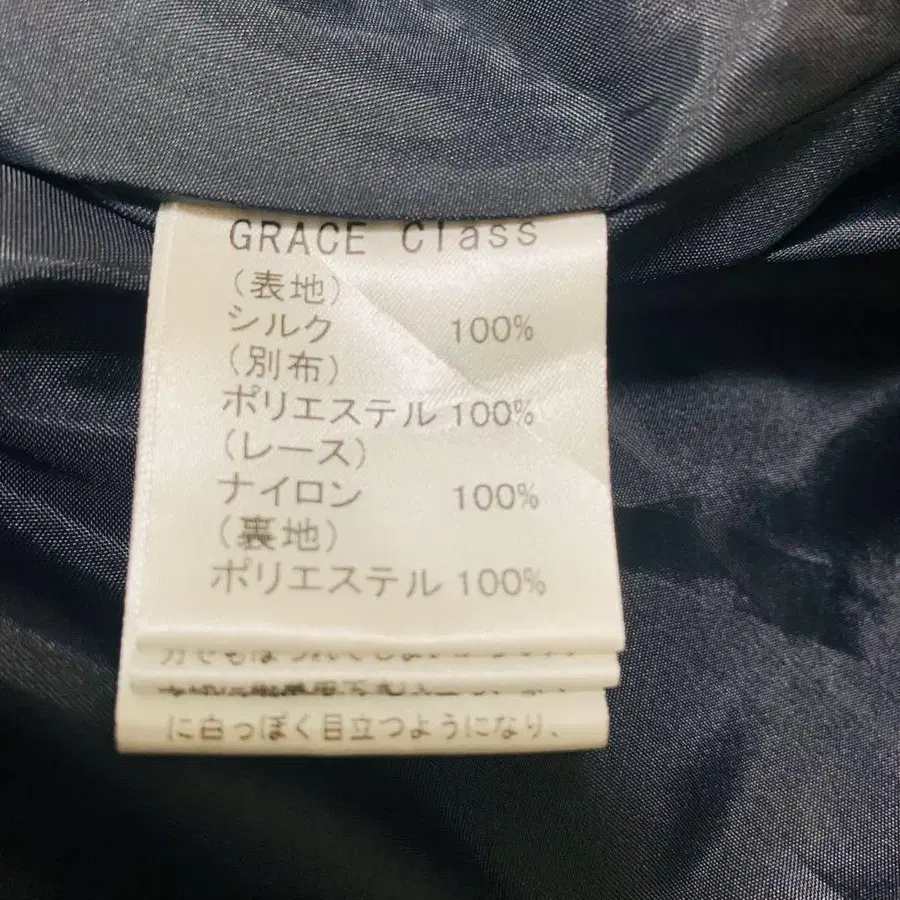 GRACE Class
(表地)
シルク 100%
(別布)
ポリエステル 100%
(レース)
ナイロン 100%
(裏地)
ポリエステル 100%
に白っぽく目立つようになり、